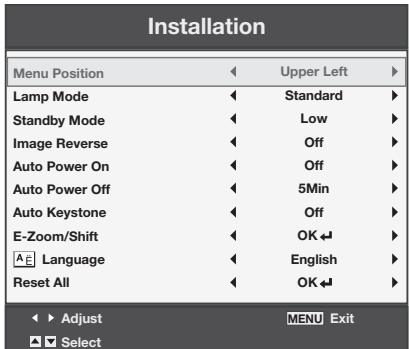 Installation
Menu Position Upper Left
Lamp Mode Standard
Standby Mode Low
Image Reverse Off
Auto Power On Off
Auto Power Off 5Min
Auto Keystone Off
E-Zoom/Shift OK↵
AË Language English
Reset All OK↵
Adjust MENU Exit
Select